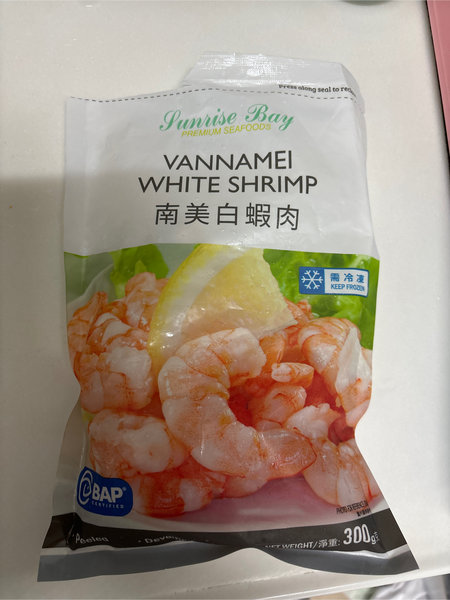 Press along seal to
Sunrise Bay
PREMIUM SEAFOODS
VANNAMEI
WHITE SHRIMP
南美白蝦肉
需冷凍
KEEP FROZEN
BAP
CERTIFIED
NET WEIGHT/淨重: 300g